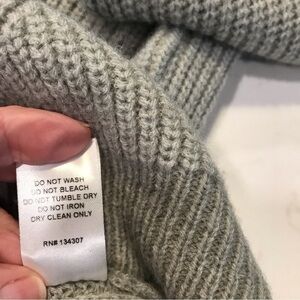 DO NOT WASH
DO NOT BLEACH
DO NOT TUMBLE DRY
DO NOT IRON
DRY CLEAN ONLY
RN# 134307